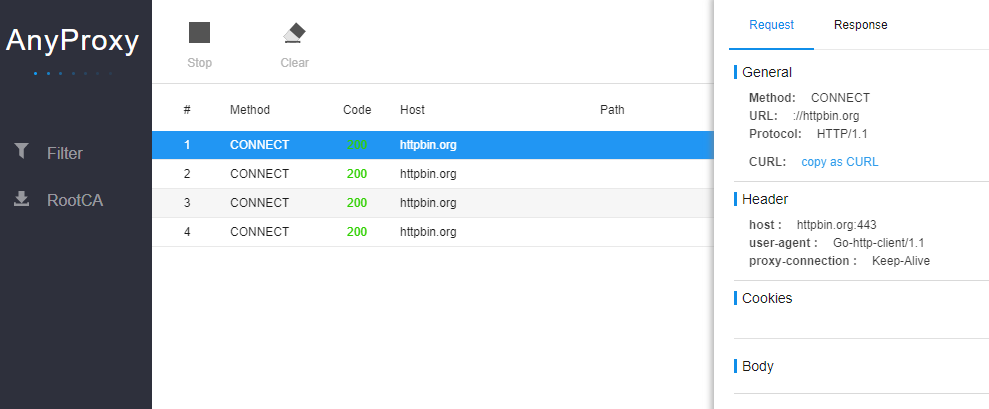 AnyProxy
Filter
RootCA
Stop
Clear
# Method Code Host Path
1 CONNECT 200 httpbin.org
2 CONNECT 200 httpbin.org
3 CONNECT 200 httpbin.org
4 CONNECT 200 httpbin.org
Request Response
General
Method: CONNECT
URL: ://httpbin.org
Protocol: HTTP/1.1
CURL: copy as CURL
Header
host : httpbin.org:443
user-agent : Go-http-client/1.1
proxy-connection : Keep-Alive
Cookies
Body